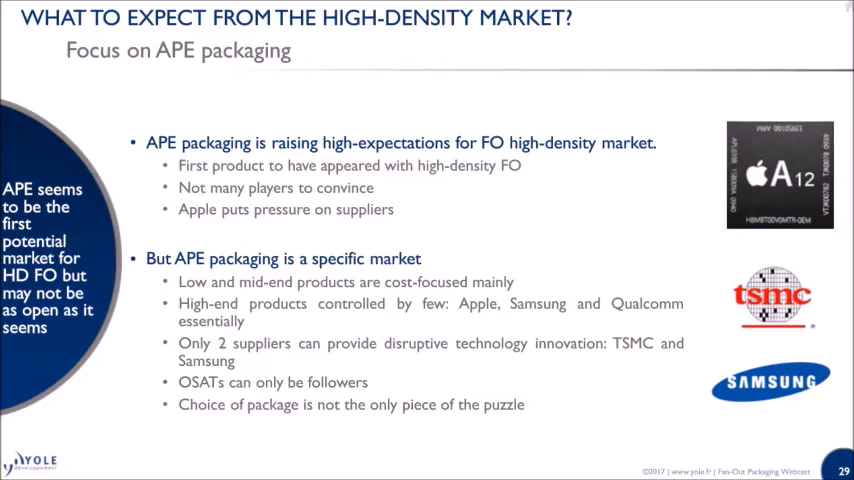 WHAT TO EXPECT FROM THE HIGH-DENSITY MARKET?
Focus on APE packaging
APE seems
to be the
first
potential
market for
HD FO but
may not be
as open as it
seems
• APE packaging is raising high-expectations for FO high-density market.
• First product to have appeared with high-density FO
• Not many players to convince
• Apple puts pressure on suppliers
• But APE packaging is a specific market
• Low and mid-end products are cost-focused mainly
• High-end products controlled by few: Apple, Samsung and Qualcomm
essentially
• Only 2 suppliers can provide disruptive technology innovation: TSMC and
Samsung
• OSATs can only be followers
• Choice of package is not the only piece of the puzzle
A12
tsmc
SAMSUNG
YOLE
Développement
©2017 | www.yole.fr | Fan-Out Packaging Webcast
29